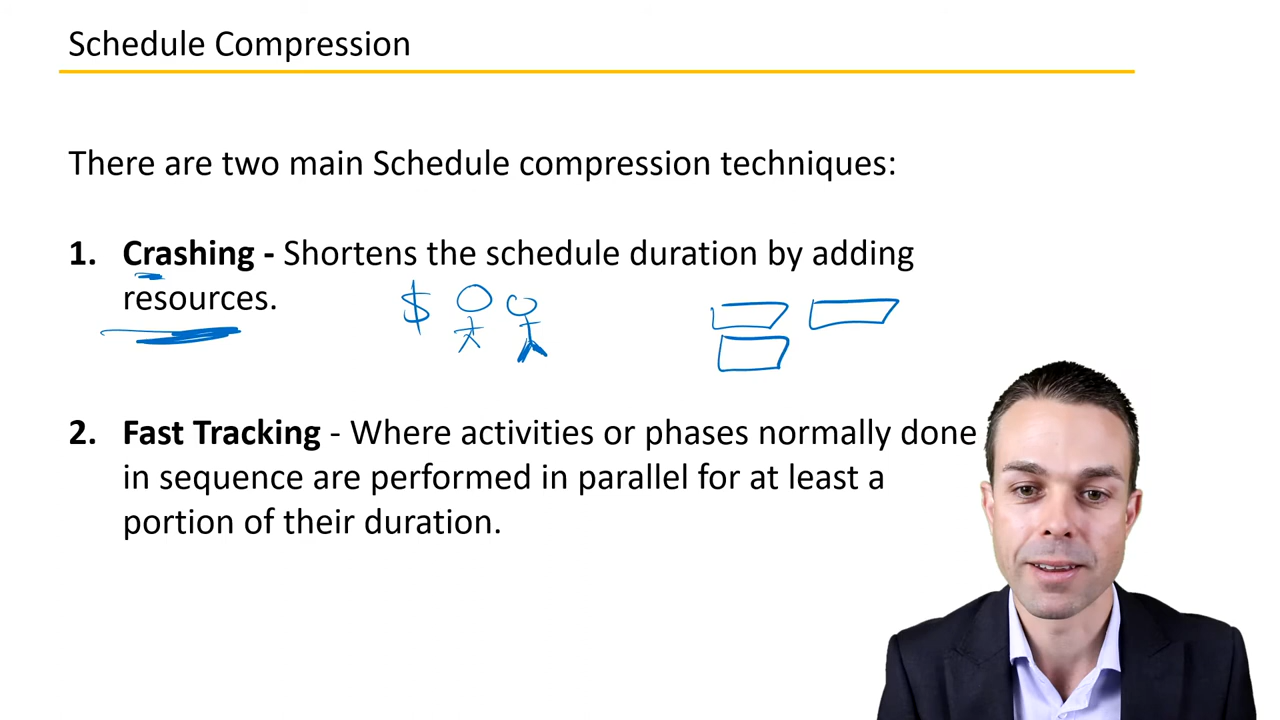 Schedule Compression
There are two main Schedule compression techniques:
1. Crashing - Shortens the schedule duration by adding
resources.
$
2. Fast Tracking - Where activities or phases normally done
in sequence are performed in parallel for at least a
portion of their duration.